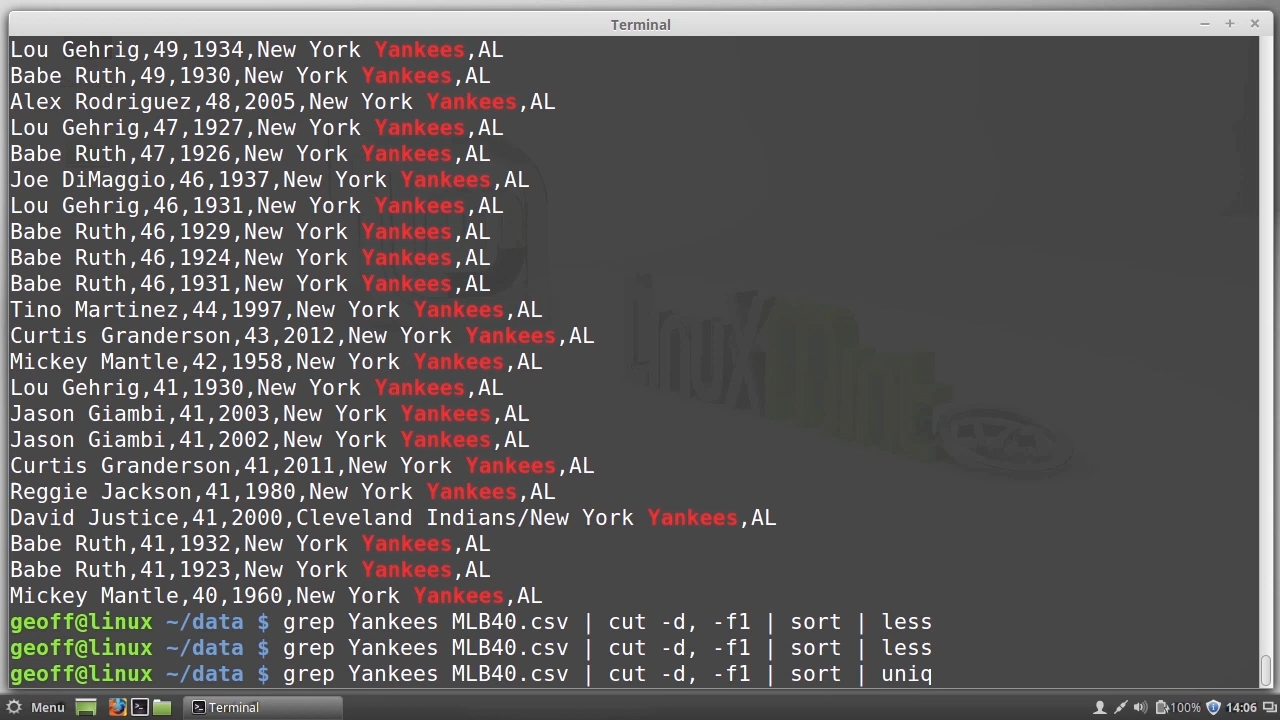 Terminal
Lou Gehrig,49,1934,New York Yankees,AL
Babe Ruth,49,1930,New York Yankees,AL
Alex Rodriguez,48,2005,New York Yankees,AL
Lou Gehrig,47,1927,New York Yankees,AL
Babe Ruth,47,1926,New York Yankees,AL
Joe DiMaggio,46,1937,New York Yankees,AL
Lou Gehrig,46,1931,New York Yankees,AL
Babe Ruth,46,1929,New York Yankees,AL
Babe Ruth,46,1924,New York Yankees,AL
Babe Ruth,46,1931,New York Yankees,AL
Tino Martinez,44,1997,New York Yankees,AL
Curtis Granderson,43,2012,New York Yankees,AL
Mickey Mantle,42,1958,New York Yankees,AL
Lou Gehrig,41,1930,New York Yankees,AL
Jason Giambi,41,2003,New York Yankees,AL
Jason Giambi,41,2002,New York Yankees,AL
Curtis Granderson,41,2011,New York Yankees,AL
Reggie Jackson,41,1980,New York Yankees,AL
David Justice,41,2000,Cleveland Indians/New York Yankees,AL
Babe Ruth,41,1932,New York Yankees,AL
Babe Ruth,41,1923,New York Yankees,AL
Mickey Mantle,40,1960,New York Yankees,AL
geoff@linux ~/data $ grep Yankees MLB40.csv | cut -d, -f1 | sort | less
geoff@linux ~/data $ grep Yankees MLB40.csv | cut -d, -f1 | sort | less
geoff@linux ~/data $ grep Yankees MLB40.csv | cut -d, -f1 | sort | uniq
LinuxMint
Menu
Terminal
100%
14:06